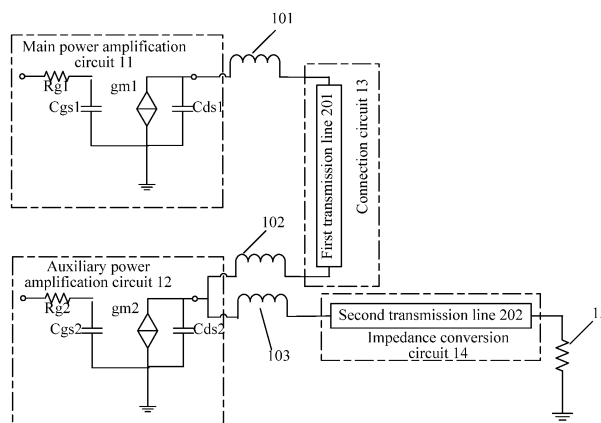 101
Main power amplification
circuit 11
Rg1
gm1
Cgs1
Cds1
First transmission line 201
Connection circuit 13
102
Auxiliary power
amplification circuit 12
Rg2
gm2
Cgs2
Cds2
103
Second transmission line 202
Impedance conversion
circuit 14